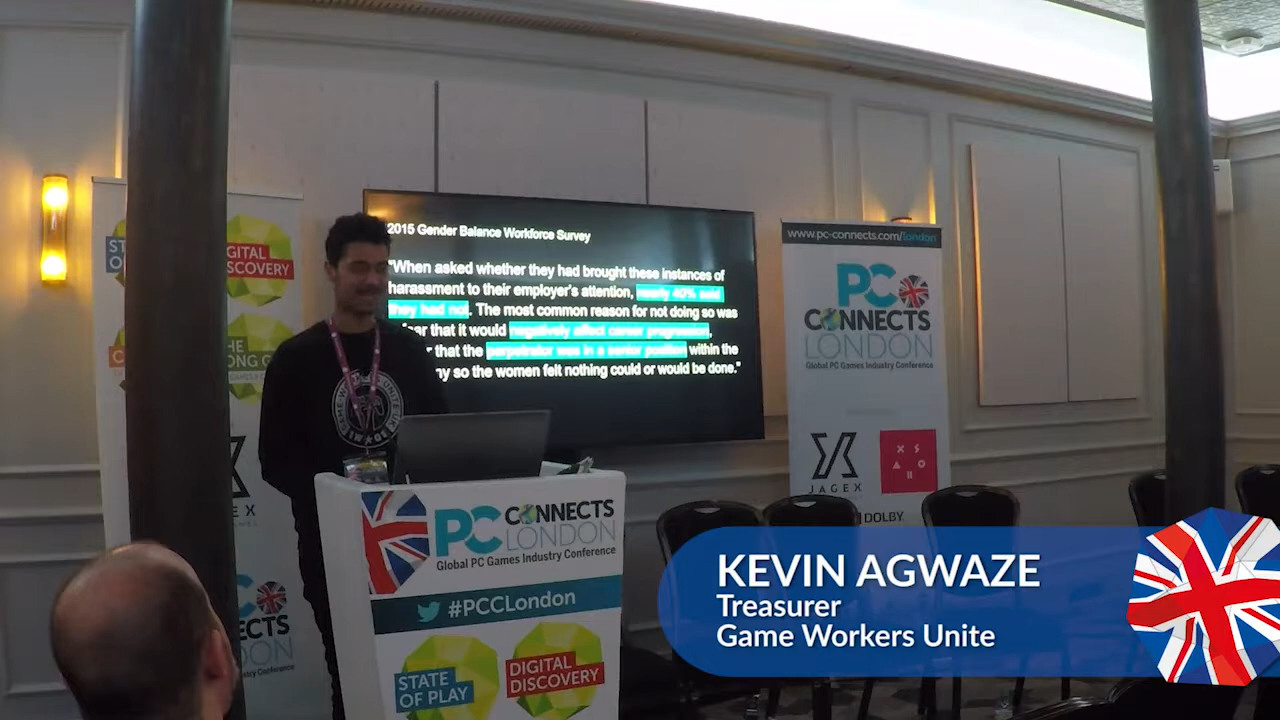 2015 Gender Balance Workforce Survey
"When asked whether they had brought these instances of
harassment to their employer's attention, nearly 40% said
they had not. The most common reason for not doing so was
fear that it would negatively affect career progression,
or that the perpetrator was in a senior position within the
so the women felt nothing could or would be done."
www.pc-connects.com/london
PC
CONNECTS
LONDON
Global PC Games Industry Conference
JAGEX
XSOLLA
DOLBY
STATE
OF
DIGITAL
DISCOVERY
THE
PC CONNECTS
LONDON
Global PC Games Industry Conference
#PCCLondon
STATE
OF PLAY
DIGITAL
DISCOVERY
KEVIN AGWAZE
Treasurer
Game Workers Unite